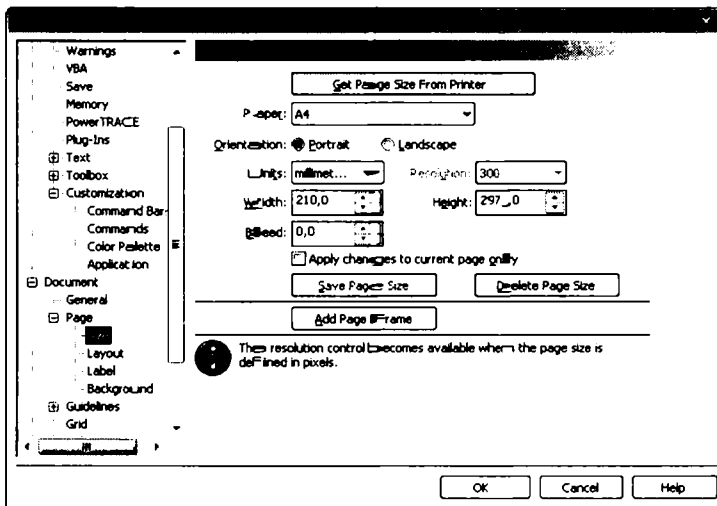 Warnings
VBA
Save
Memory
PowerTRACE
Plug-Ins
Text
Toolbox
Customization
Command Bar
Commands
Color Palette
Application
Document
General
Page
Layout
Label
Background
Guidelines
Grid
Get Page Size From Printer
Paper: A4
Orientation: Portrait Landscape
Units: millimet... Resolution: 300
Width: 210,0 Height: 297,0
Bleed: 0,0
Apply changes to current page only
Save Page Size Delete Page Size
Add Page Frame
The resolution control becomes available when the page size is
defined in pixels.
OK Cancel Help